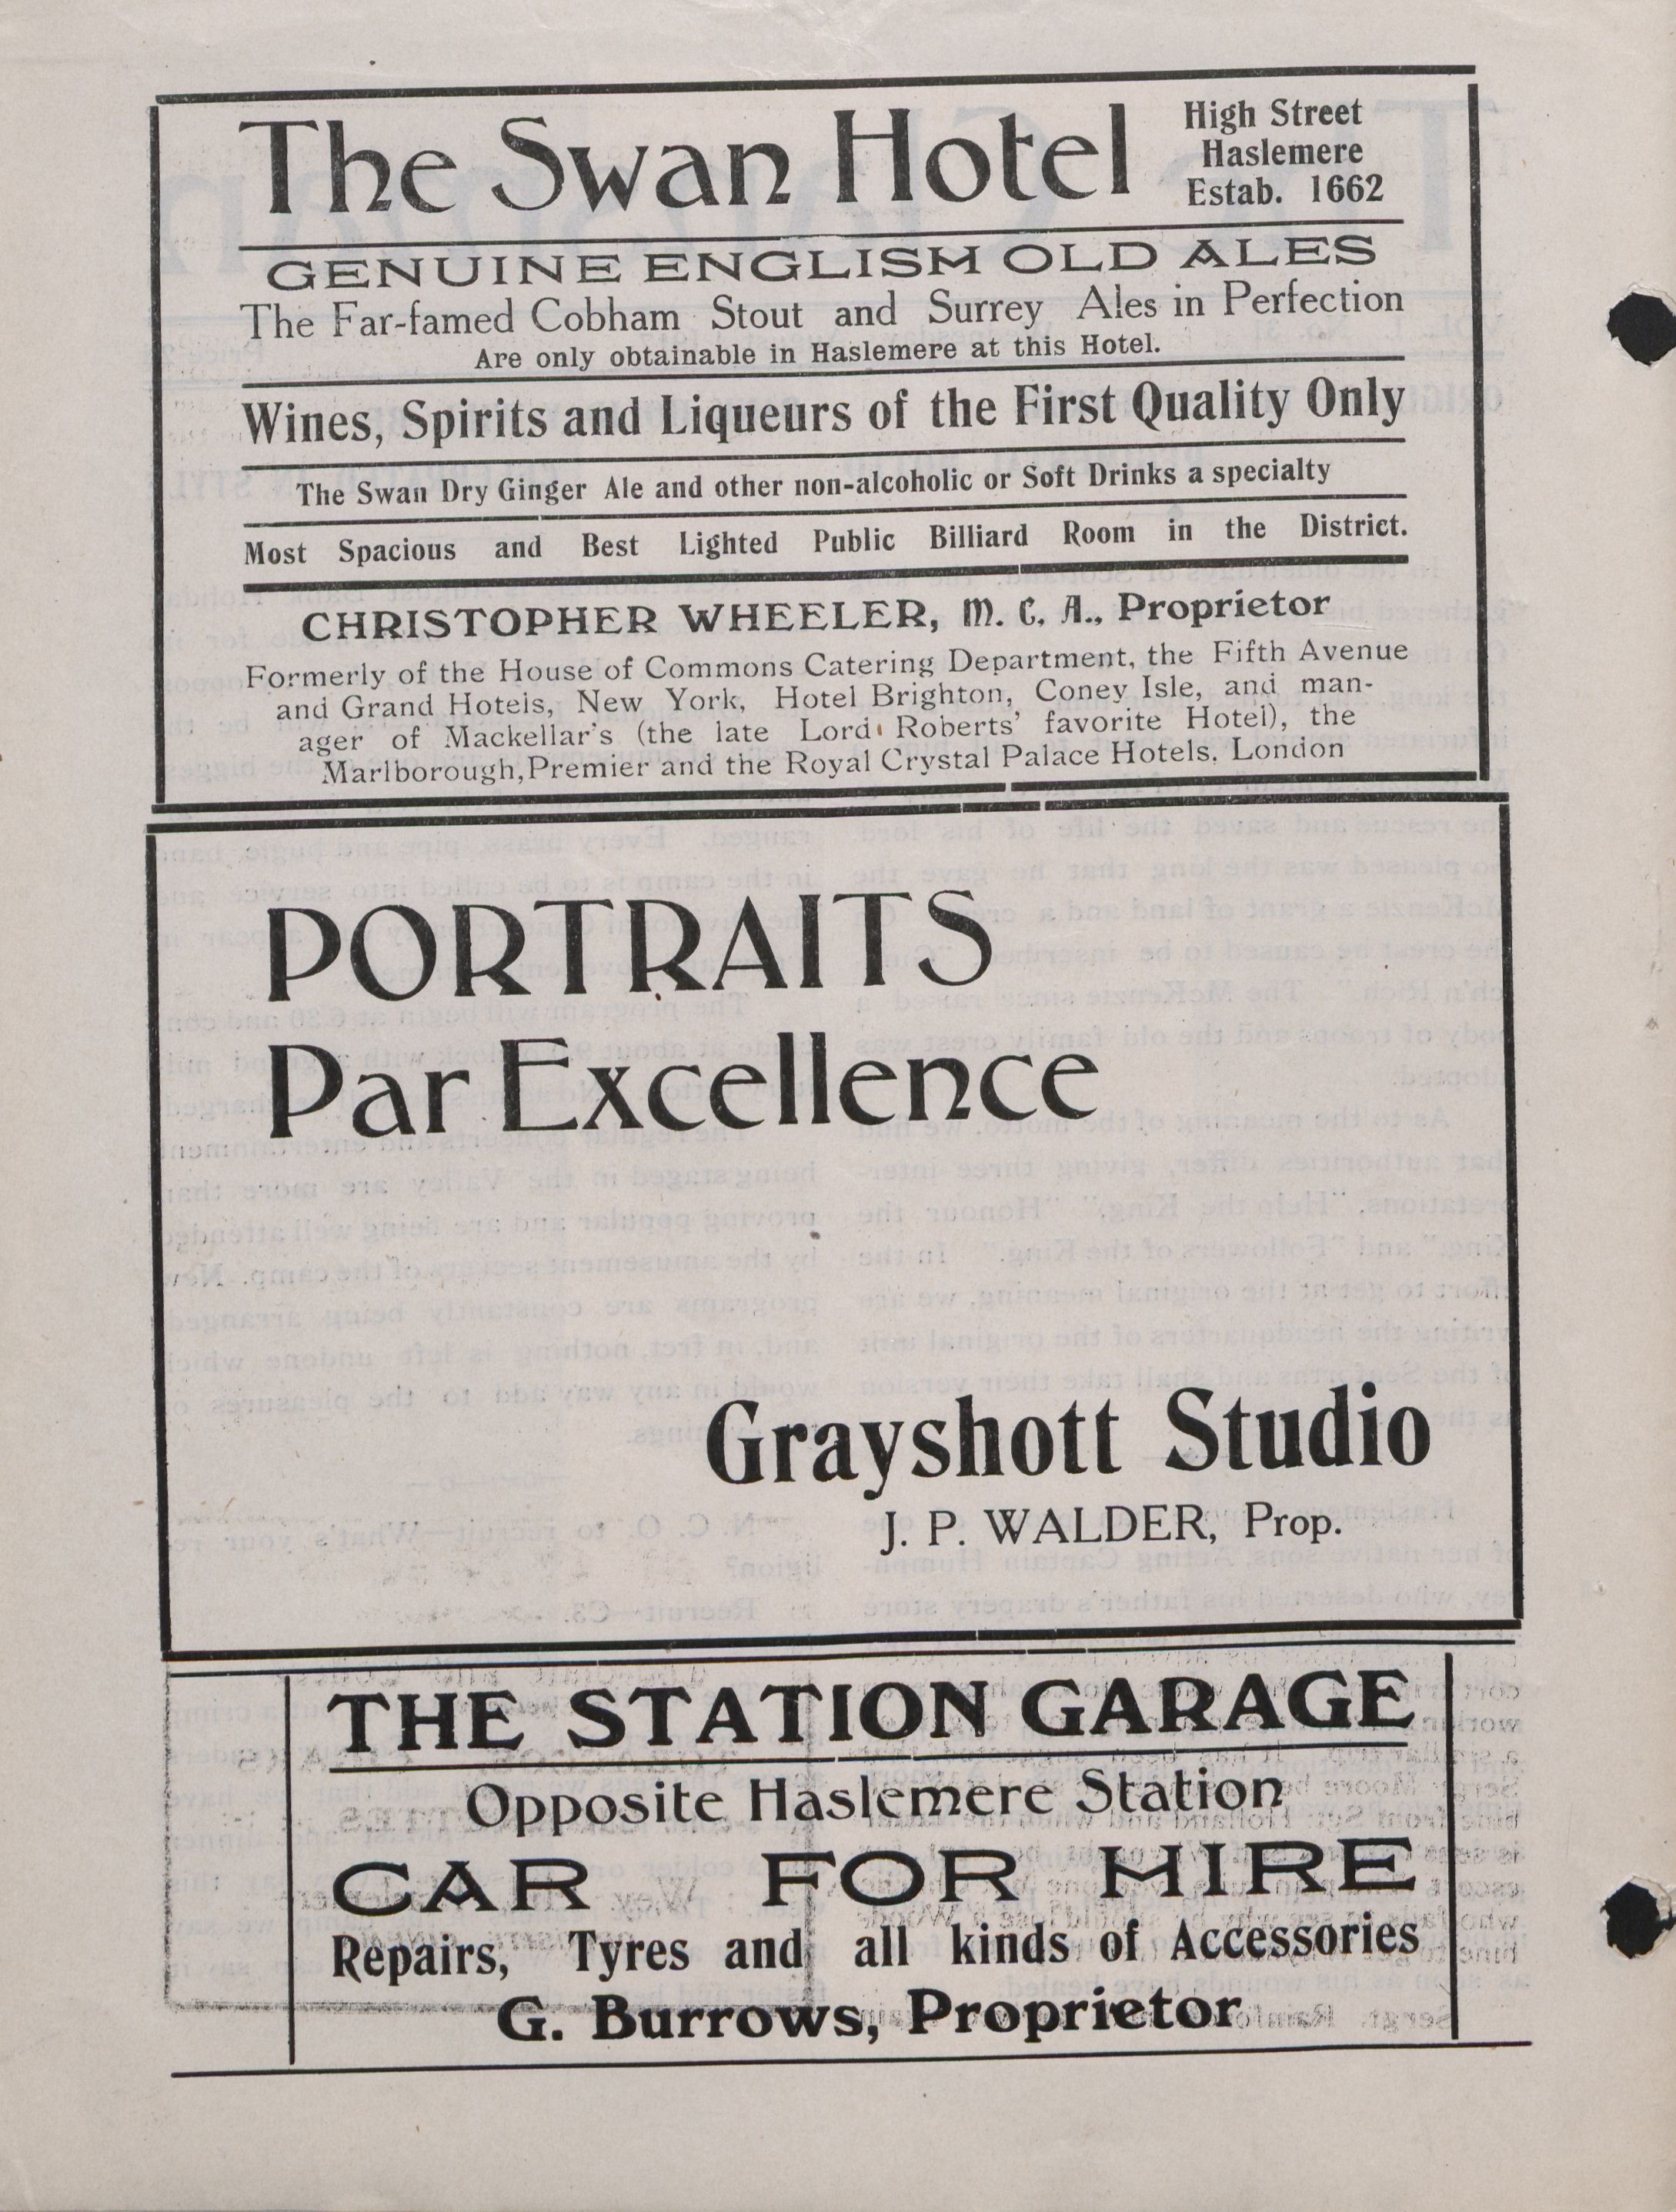 The Swan Hotel
High Street
Haslemere
Estab. 1662
GENUINE ENGLISH OLD ALES
The Far-famed Cobham Stout and Surrey Ales in Perfection
Are only obtainable in Haslemere at this Hotel.
Wines, Spirits and Liqueurs of the First Quality Only
The Swan Dry Ginger Ale and other non-alcoholic or Soft Drinks a specialty
Most Spacious and Best Lighted Public Billiard Room in the District.
CHRISTOPHER WHEELER, M. C. A., Proprietor
Formerly of the House of Commons Catering Department, the Fifth Avenue
and Grand Hotels, New York, Hotel Brighton, Coney Isle, and man-
ager of Mackellar's (the late Lord Roberts' favorite Hotel), the
Marlborough, Premier and the Royal Crystal Palace Hotels, London
PORTRAITS
Par Excellence
Grayshott Studio
J. P. WALDER, Prop.
THE STATION GARAGE
Opposite Haslemere Station
CAR FOR HIRE
Repairs, Tyres and all kinds of Accessories
G. Burrows, Proprietor